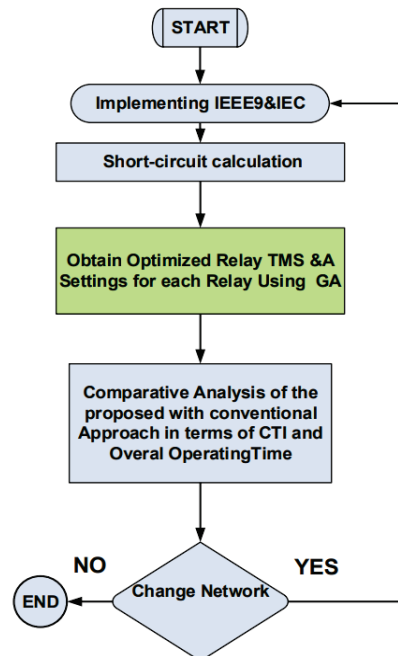 START
Implementing IEEE9&IEC
Short-circuit calculation
Obtain Optimized Relay TMS &A
Settings for each Relay Using GA
Comparative Analysis of the
proposed with conventional
Approach in terms of CTI and
Overal OperatingTime
NO
YES
Change Network
END